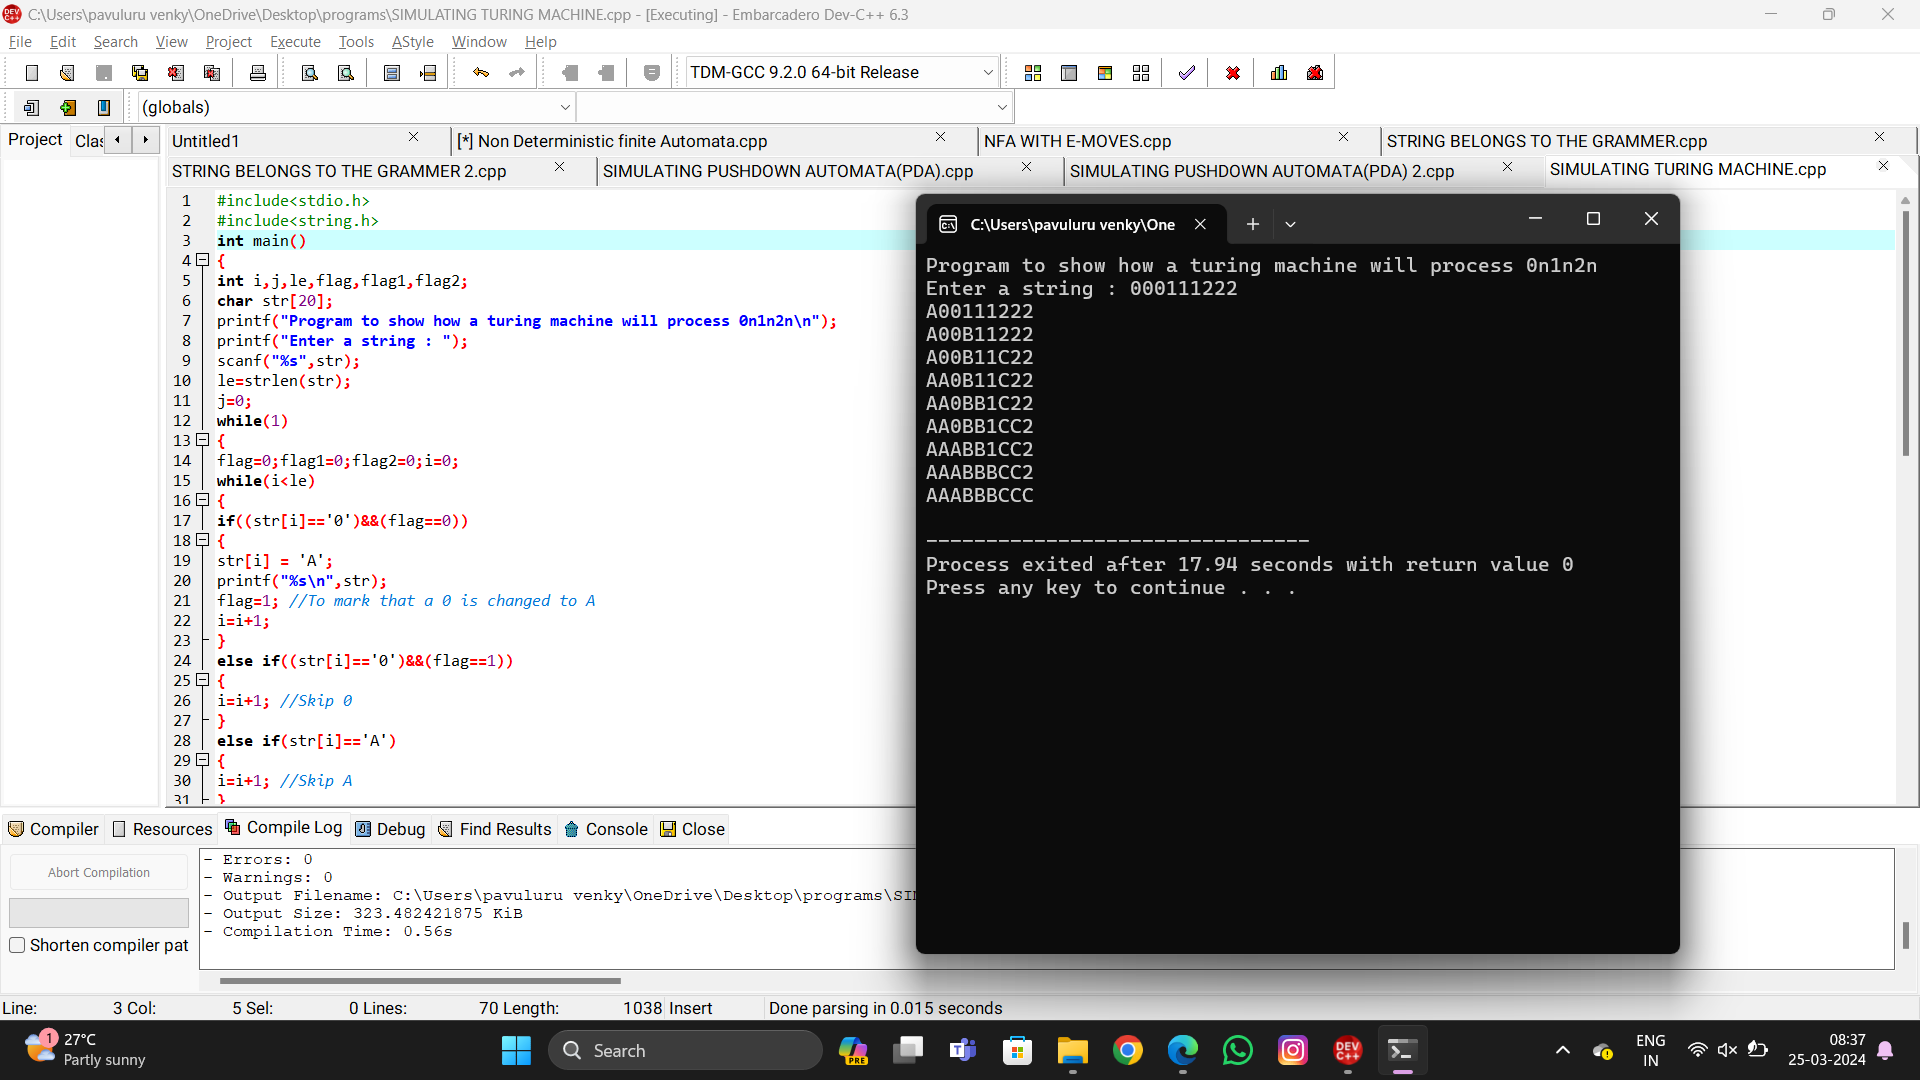 C:\Users\pavuluru venky\OneDrive\Desktop\programs\SIMULATING TURING MACHINE.cpp - [Executing] - Embarcadero Dev-C++ 6.3
File Edit Search View Project Execute Tools AStyle Window Help
TDM-GCC 9.2.0 64-bit Release
(globals)
Project Clas
Untitled1 [*] Non Deterministic finite Automata.cpp NFA WITH E-MOVES.cpp STRING BELONGS TO THE GRAMMER.cpp
STRING BELONGS TO THE GRAMMER 2.cpp SIMULATING PUSHDOWN AUTOMATA(PDA).cpp SIMULATING PUSHDOWN AUTOMATA(PDA) 2.cpp SIMULATING TURING MACHINE.cpp
1 #include<stdio.h>
2 #include<string.h>
3 int main()
4 {
5 int i,j,le,flag,flag1,flag2;
6 char str[20];
7 printf("Program to show how a turing machine will process 0n1n2n\n");
8 printf("Enter a string : ");
9 scanf("%s",str);
10 le=strlen(str);
11 j=0;
12 while(1)
13 {
14 flag=0;flag1=0;flag2=0;i=0;
15 while(i<le)
16 {
17 if((str[i]=='0')&&(flag==0))
18 {
19 str[i] = 'A';
20 printf("%s\n",str);
21 flag=1; //To mark that a 0 is changed to A
22 i=i+1;
23 }
24 else if((str[i]=='0')&&(flag==1))
25 {
26 i=i+1; //Skip 0
27 }
28 else if(str[i]=='A')
29 {
30 i=i+1; //Skip A
31 }
C:\Users\pavuluru venky\One
Program to show how a turing machine will process 0n1n2n
Enter a string : 000111222
A00111222
A00B11222
A00B11C22
AA0B11C22
AA0BB1C22
AA0BB1CC2
AAABB1CC2
AAABBBCC2
AAABBBCCC
--------------------------------
Process exited after 17.94 seconds with return value 0
Press any key to continue . . .
Compiler Resources Compile Log Debug Find Results Console Close
Abort Compilation
Shorten compiler pat
- Errors: 0
- Warnings: 0
- Output Filename: C:\Users\pavuluru venky\OneDrive\Desktop\programs\SIM
- Output Size: 323.482421875 KiB
- Compilation Time: 0.56s
Line: 3 Col: 5 Sel: 0 Lines: 70 Length: 1038 Insert Done parsing in 0.015 seconds
1
27°C
Partly sunny
Search
PRE
DEV C++
ENG
IN
08:37
25-03-2024